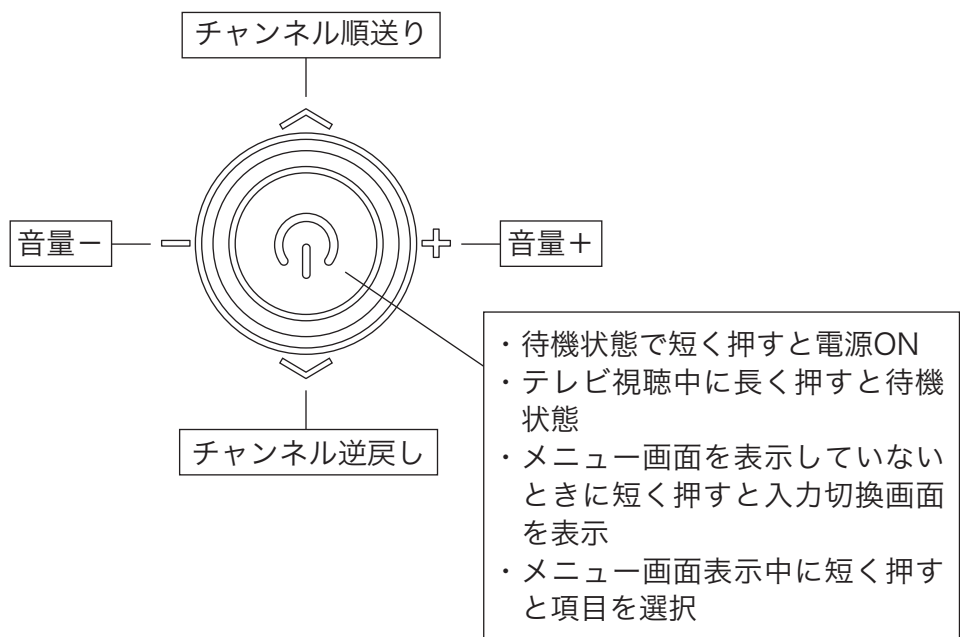 チャンネル順送り
音量－
音量＋
・待機状態で短く押すと電源ON
・テレビ視聴中に長く押すと待機
状態
・メニュー画面を表示していない
ときに短く押すと入力切換画面
を表示
・メニュー画面表示中に短く押す
と項目を選択
チャンネル逆戻し